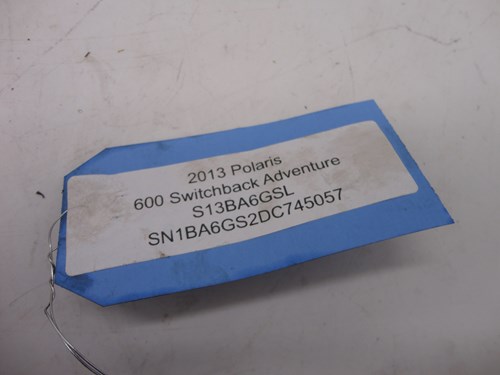 2013 Polaris
600 Switchback Adventure
S13BA6GSL
SN1BA6GS2DC745057